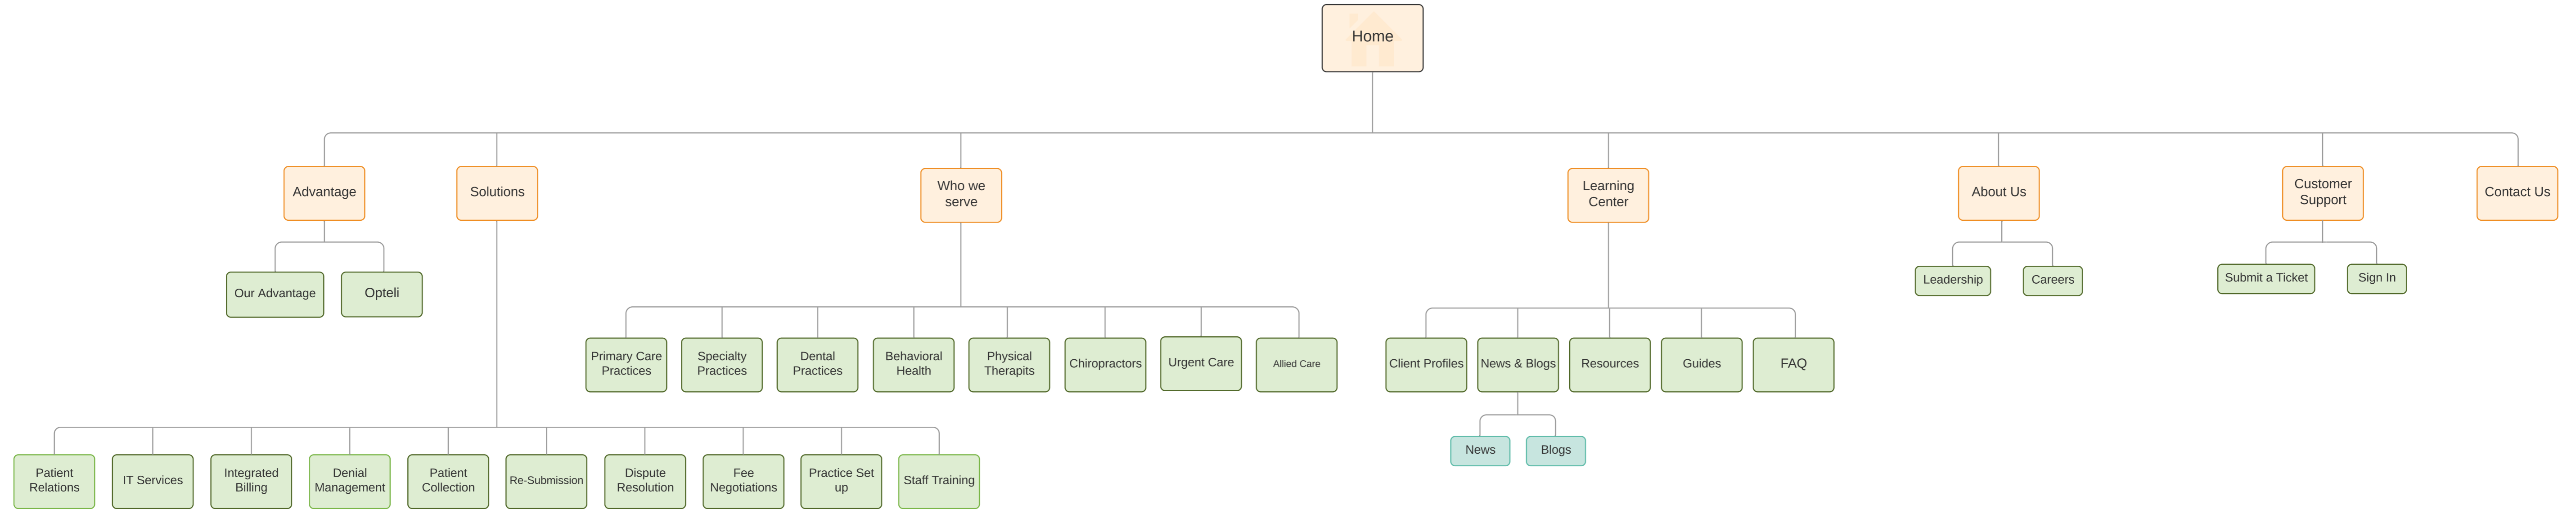 Home
Advantage
Solutions
Who we
serve
Learning
Center
About Us
Customer
Support
Contact Us
Our Advantage
Opteli
Leadership
Careers
Submit a Ticket
Sign In
Primary Care
Practices
Specialty
Practices
Dental
Practices
Behavioral
Health
Physical
Therapits
Chiropractors
Urgent Care
Allied Care
Client Profiles
News & Blogs
Resources
Guides
FAQ
News
Blogs
Patient
Relations
IT Services
Integrated
Billing
Denial
Management
Patient
Collection
Re-Submission
Dispute
Resolution
Fee
Negotiations
Practice Set
up
Staff Training